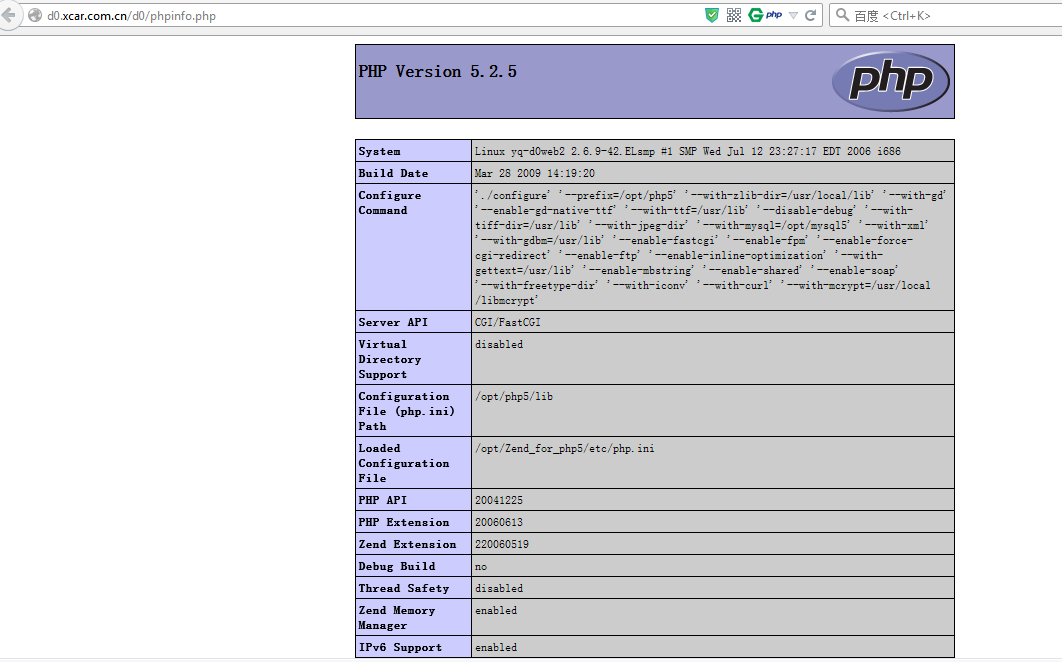 d0.xcar.com.cn/d0/phpinfo.php
php
百度 <Ctrl+K>
PHP Version 5.2.5
php
System
Linux yq-d0web2 2.6.9-42.ELsmp #1 SMP Wed Jul 12 23:27:17 EDT 2006 i686
Build Date
Mar 28 2009 14:19:20
Configure
Command
'./configure' '--prefix=/opt/php5' '--with-zlib-dir=/usr/local/lib' '--with-gd'
'--enable-gd-native-ttf' '--with-ttf=/usr/lib' '--disable-debug' '--with-
tiff-dir=/usr/lib' '--with-jpeg-dir' '--with-mysql=/opt/mysql5' '--with-xml'
'--with-gdbm=/usr/lib' '--enable-fastcgi' '--enable-fpm' '--enable-force-
cgi-redirect' '--enable-ftp' '--enable-inline-optimization' '--with-
gettext=/usr/lib' '--enable-mbstring' '--enable-shared' '--enable-soap'
'--with-freetype-dir' '--with-iconv' '--with-curl' '--with-mcrypt=/usr/local
/libmcrypt'
Server API
CGI/FastCGI
Virtual
Directory
Support
disabled
Configuration
File (php.ini)
Path
/opt/php5/lib
Loaded
Configuration
File
/opt/Zend_for_php5/etc/php.ini
PHP API
20041225
PHP Extension
20060613
Zend Extension
220060519
Debug Build
no
Thread Safety
disabled
Zend Memory
Manager
enabled
IPv6 Support
enabled